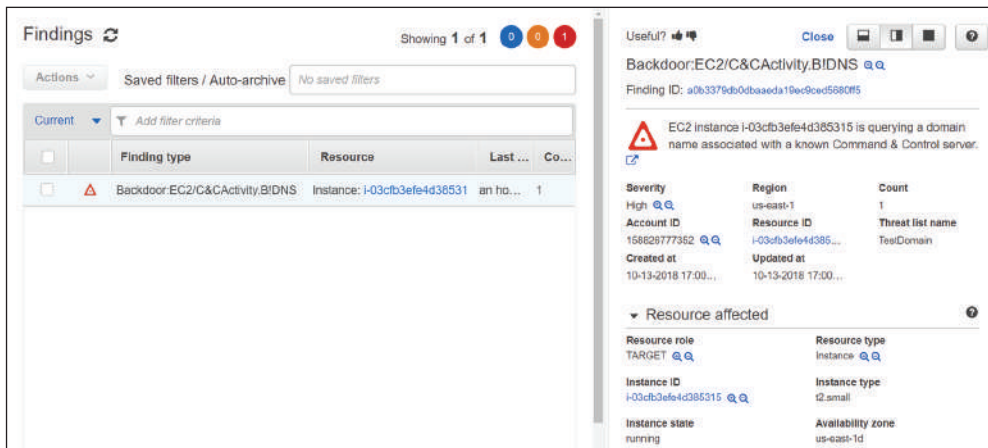 Findings
Showing 1 of 1 0 0 1
Actions Saved filters / Auto-archive No saved filters
Current Add filter criteria
Finding type Resource Last ... Co...
Backdoor:EC2/C&CActivity.B!DNS Instance: i-03cfb3efe4d38531 an ho... 1
Useful? Close
Backdoor:EC2/C&CActivity.B!DNS
Finding ID: a0b3379db0dbaaeda19ec9ced5680ff5
EC2 instance i-03cfb3efe4d385315 is querying a domain
name associated with a known Command & Control server.
Severity Region Count
High us-east-1 1
Account ID Resource ID Threat list name
158826777352 i-03cfb3efe4d385... TestDomain
Created at Updated at
10-13-2018 17:00... 10-13-2018 17:00...
Resource affected
Resource role Resource type
TARGET Instance
Instance ID Instance type
i-03cfb3efe4d385315 t2.small
Instance state Availability zone
running us-east-1d